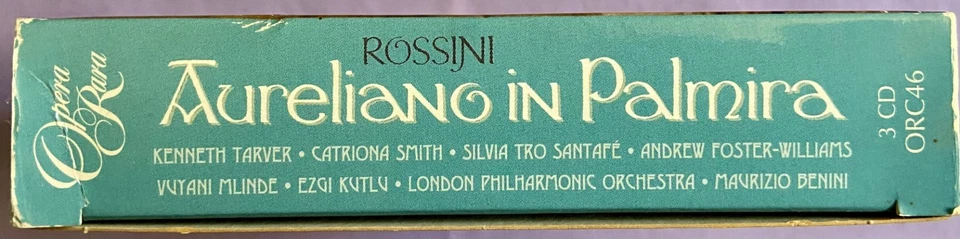 Opera
Rara
ROSSINI
AURELIANO IN PALMIRA
KENNETH TARVER • CATRIONA SMITH • SILVIA TRO SANTAFÉ • ANDREW FOSTER-WILLIAMS
VUYANI MLINDE • EZGI KUTLU • LONDON PHILHARMONIC ORCHESTRA • MAURIZIO BENINI
3 CD
ORC46